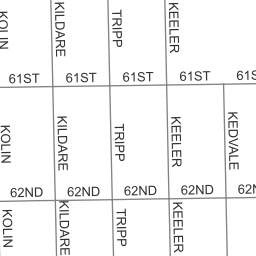 KOLIN
KILDARE
TRIPP
KEELER
61ST
61ST
61ST
61ST
61S
KOLIN
KILDARE
TRIPP
KEELER
KEDVALE
62ND
62ND
62ND
62ND
62N
KOLIN
KILDARE
TRIPP
KEELER